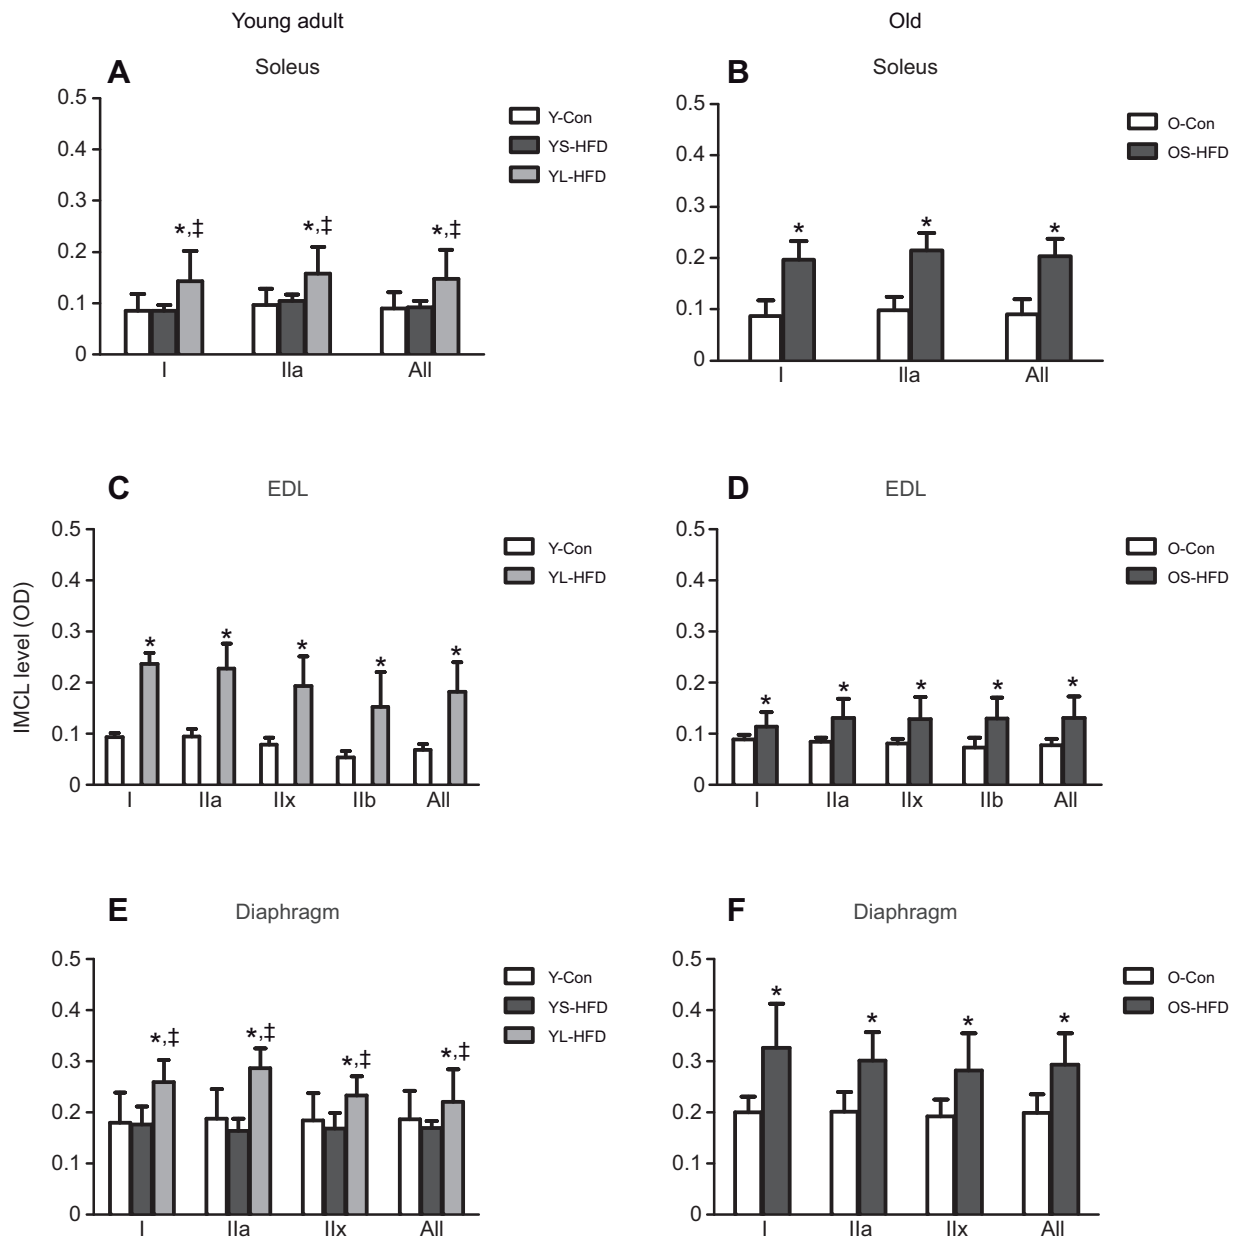 Young adult
Old
A
Soleus
0.5
0.4
0.3
0.2
0.1
0
*,‡
*,‡
*,‡
I
IIa
All
Y-Con
YS-HFD
YL-HFD
B
Soleus
0.5
0.4
0.3
0.2
0.1
0
*
*
*
I
IIa
All
O-Con
OS-HFD
IMCL level (OD)
C
EDL
0.5
0.4
0.3
0.2
0.1
0
*
*
*
*
*
I
IIa
IIx
IIb
All
Y-Con
YL-HFD
D
EDL
0.5
0.4
0.3
0.2
0.1
0
*
*
*
*
*
I
IIa
IIx
IIb
All
O-Con
OS-HFD
E
Diaphragm
0.5
0.4
0.3
0.2
0.1
0
*,‡
*,‡
*,‡
*,‡
I
IIa
IIx
All
Y-Con
YS-HFD
YL-HFD
F
Diaphragm
0.5
0.4
0.3
0.2
0.1
0
*
*
*
*
I
IIa
IIx
All
O-Con
OS-HFD